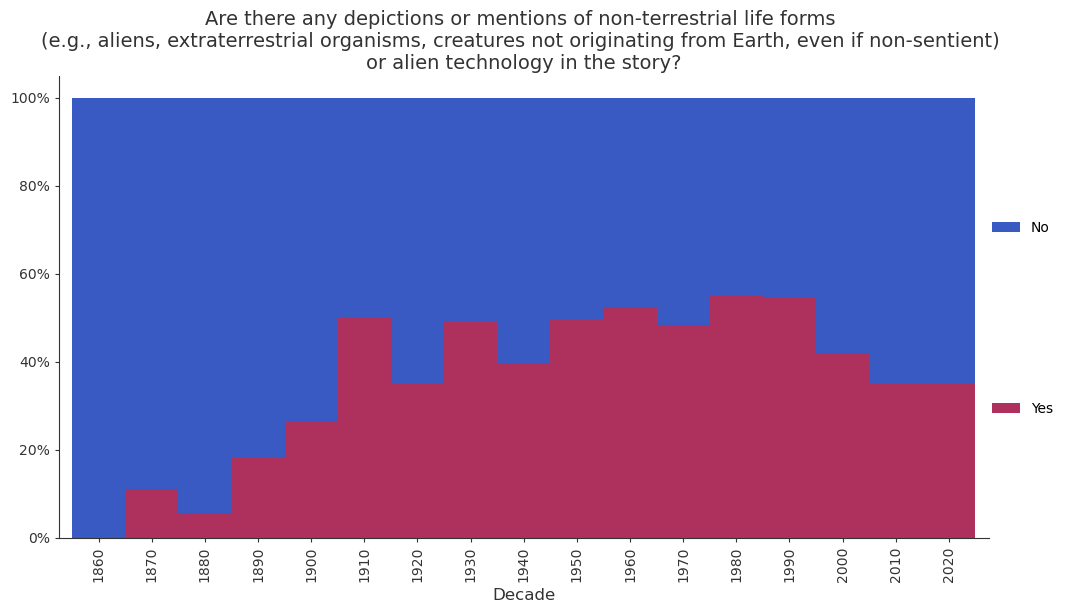 Are there any depictions or mentions of non-terrestrial life forms
(e.g., aliens, extraterrestrial organisms, creatures not originating from Earth, even if non-sentient)
or alien technology in the story?
100%
80%
60%
40%
20%
0%
No
Yes
1860 1870 1880 1890 1900 1910 1920 1930 1940 1950 1960 1970 1980 1990 2000 2010 2020
Decade